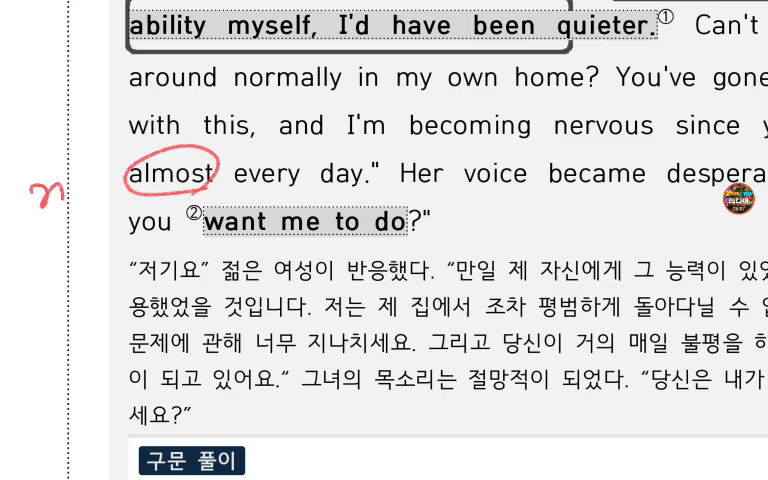 ability myself, I'd have been quieter.① Can't
around normally in my own home? You've gone
with this, and I'm becoming nervous since
almost every day." Her voice became
you ②want me to do?"
“저기요” 젊은 여성이 반응했다. “만일 제 자신에게 그 능력이
용했었을 것입니다. 저는 제 집에서 조차 평범하게 돌아다닐 수
문제에 관해 너무 지나치세요. 그리고 당신이 거의 매일 불평을
이 되고 있어요.“ 그녀의 목소리는 절망적이 되었다. “당신은 내가
세요?”
구문 풀이